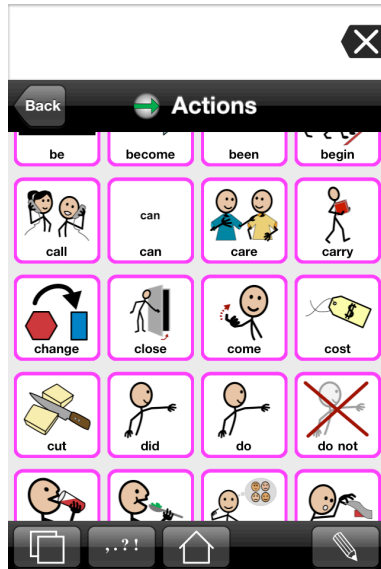 Back
Actions
be become been begin
call can can care carry
change close come $ cost
cut did do do not
, . ? !